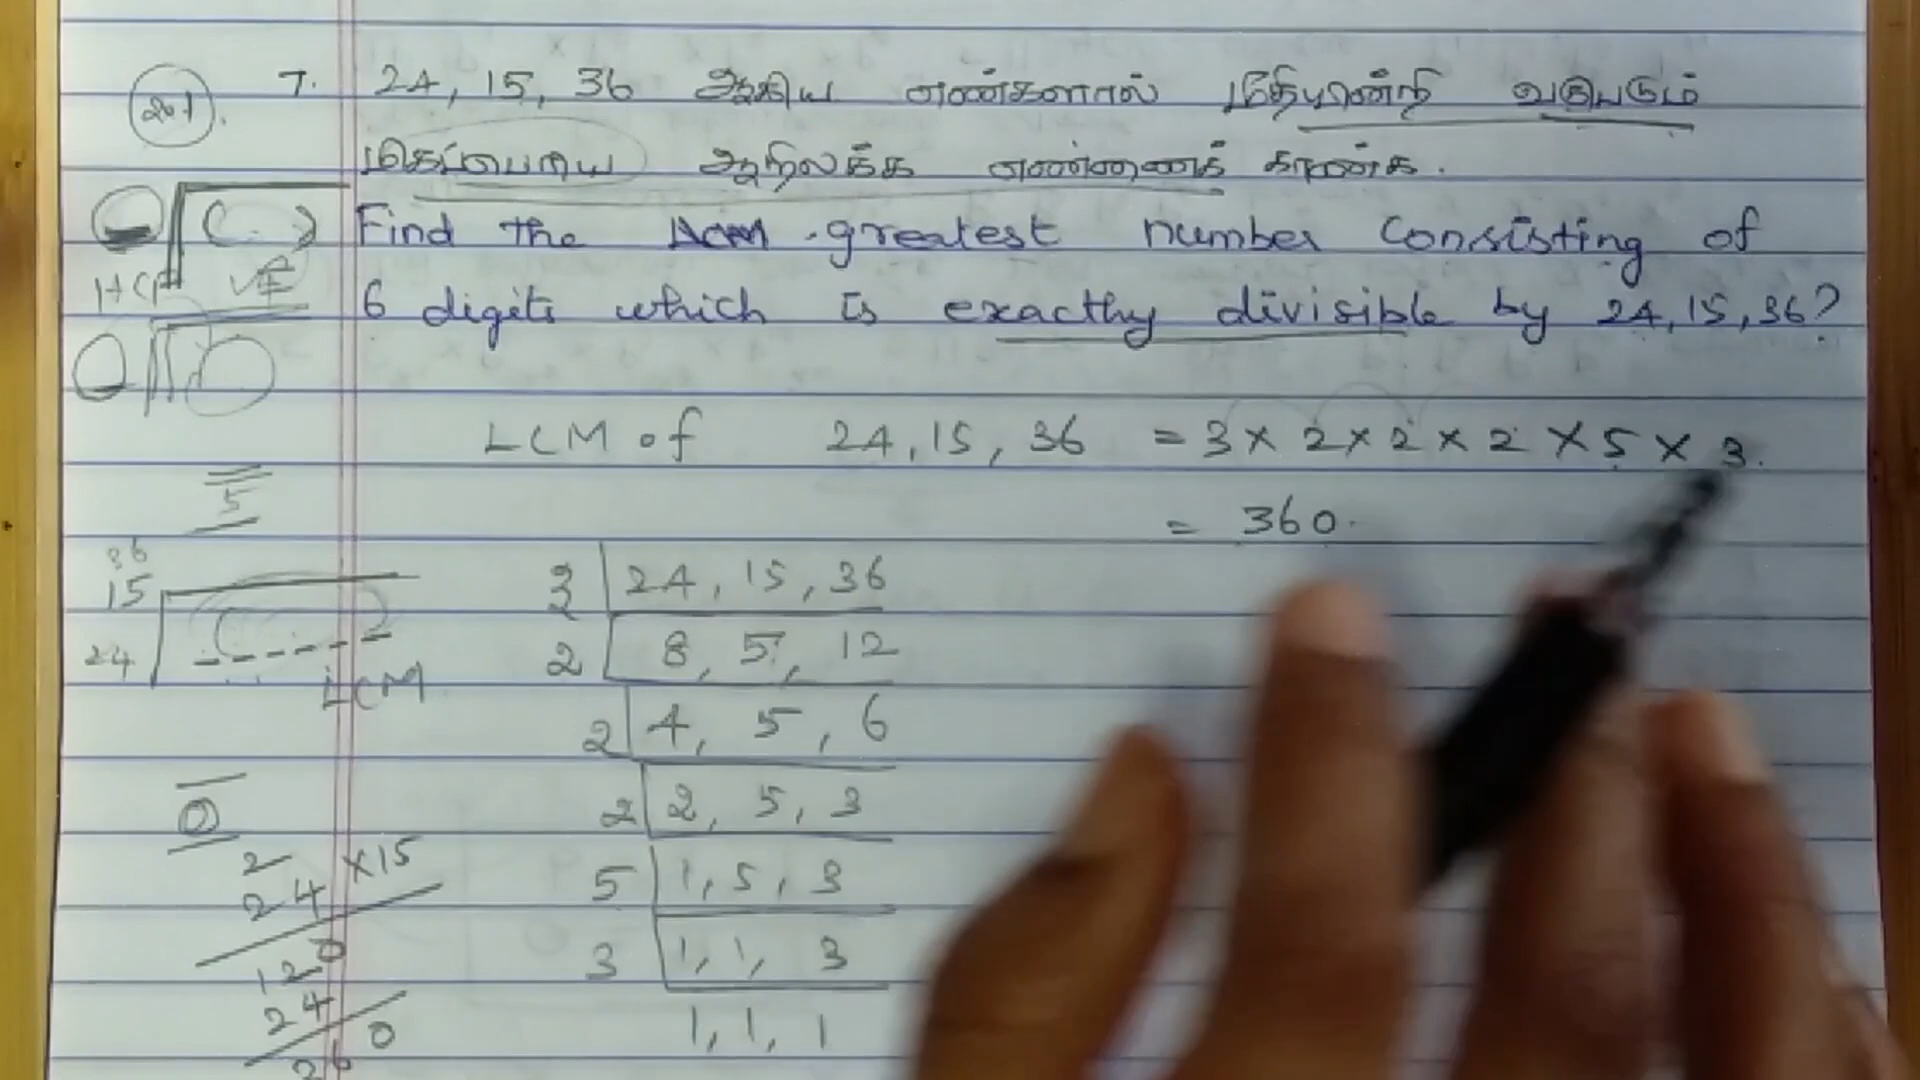 7. 24, 15, 36 ஆகிய எண்களால் மீதியின்றி வகுபடும்
மிகப்பெரிய ஆறிலக்க எண்ணைக் காண்க.
Find the greatest number consisting of
6 digits which is exactly divisible by 24, 15, 36?
HCF
LCM of 24, 15, 36 = 3 × 2 × 2 × 2 × 5 × 3.
= 360.
5
36
15
24
LCM
3 | 24, 15, 36
2 | 8, 5, 12
2 | 4, 5, 6
2 | 2, 5, 3
5 | 1, 5, 3
3 | 1, 1, 3
1, 1, 1
0
2
24 ×15
120
24
360